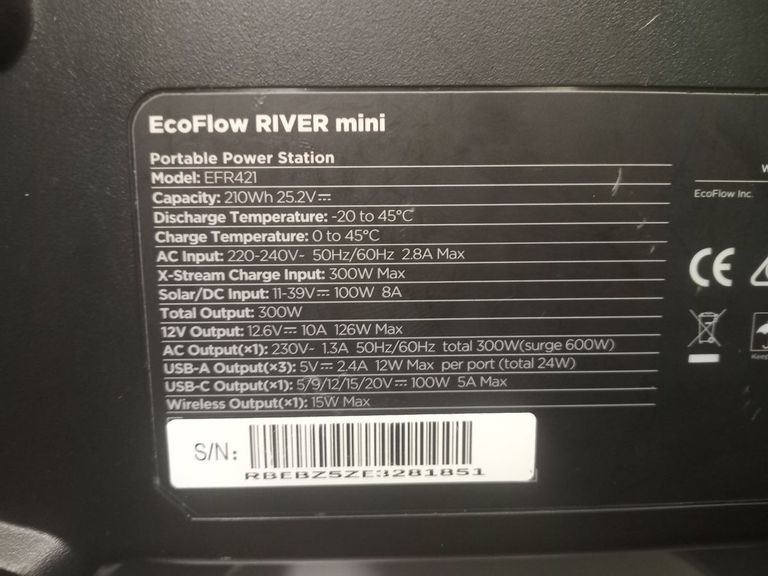 EcoFlow RIVER mini
Portable Power Station
Model: EFR421
Capacity: 210Wh 25.2V⎓
Discharge Temperature: -20 to 45°C
Charge Temperature: 0 to 45°C
AC Input: 220-240V~ 50Hz/60Hz 2.8A Max
X-Stream Charge Input: 300W Max
Solar/DC Input: 11-39V⎓ 100W 8A
Total Output: 300W
12V Output: 12.6V⎓ 10A 126W Max
AC Output(×1): 230V~ 1.3A 50Hz/60Hz total 300W(surge 600W)
USB-A Output(×3): 5V⎓ 2.4A 12W Max per port (total 24W)
USB-C Output(×1): 5/9/12/15/20V⎓ 100W 5A Max
Wireless Output(×1): 15W Max
S/N:
RBEBZ5ZE3281851
W
EcoFlow Inc.
CE
Keep